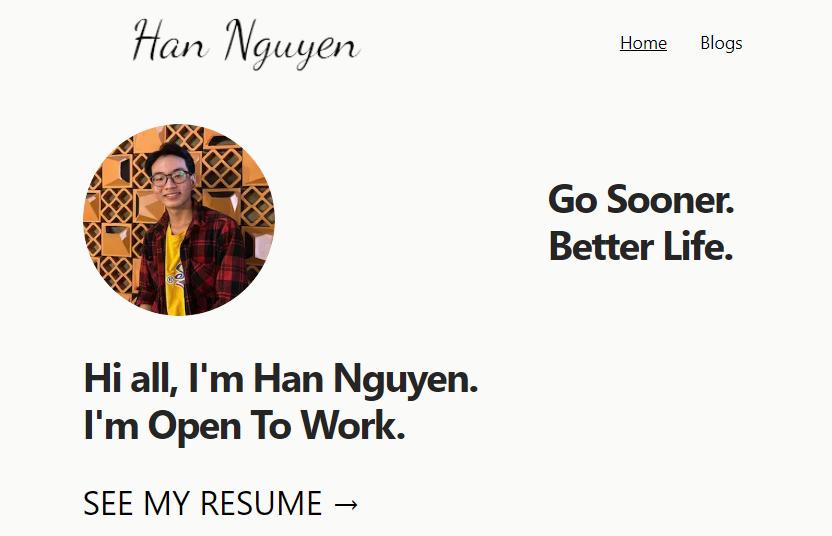 Han Nguyen
Home
Blogs
Go Sooner.
Better Life.
Hi all, I'm Han Nguyen.
I'm Open To Work.
SEE MY RESUME →